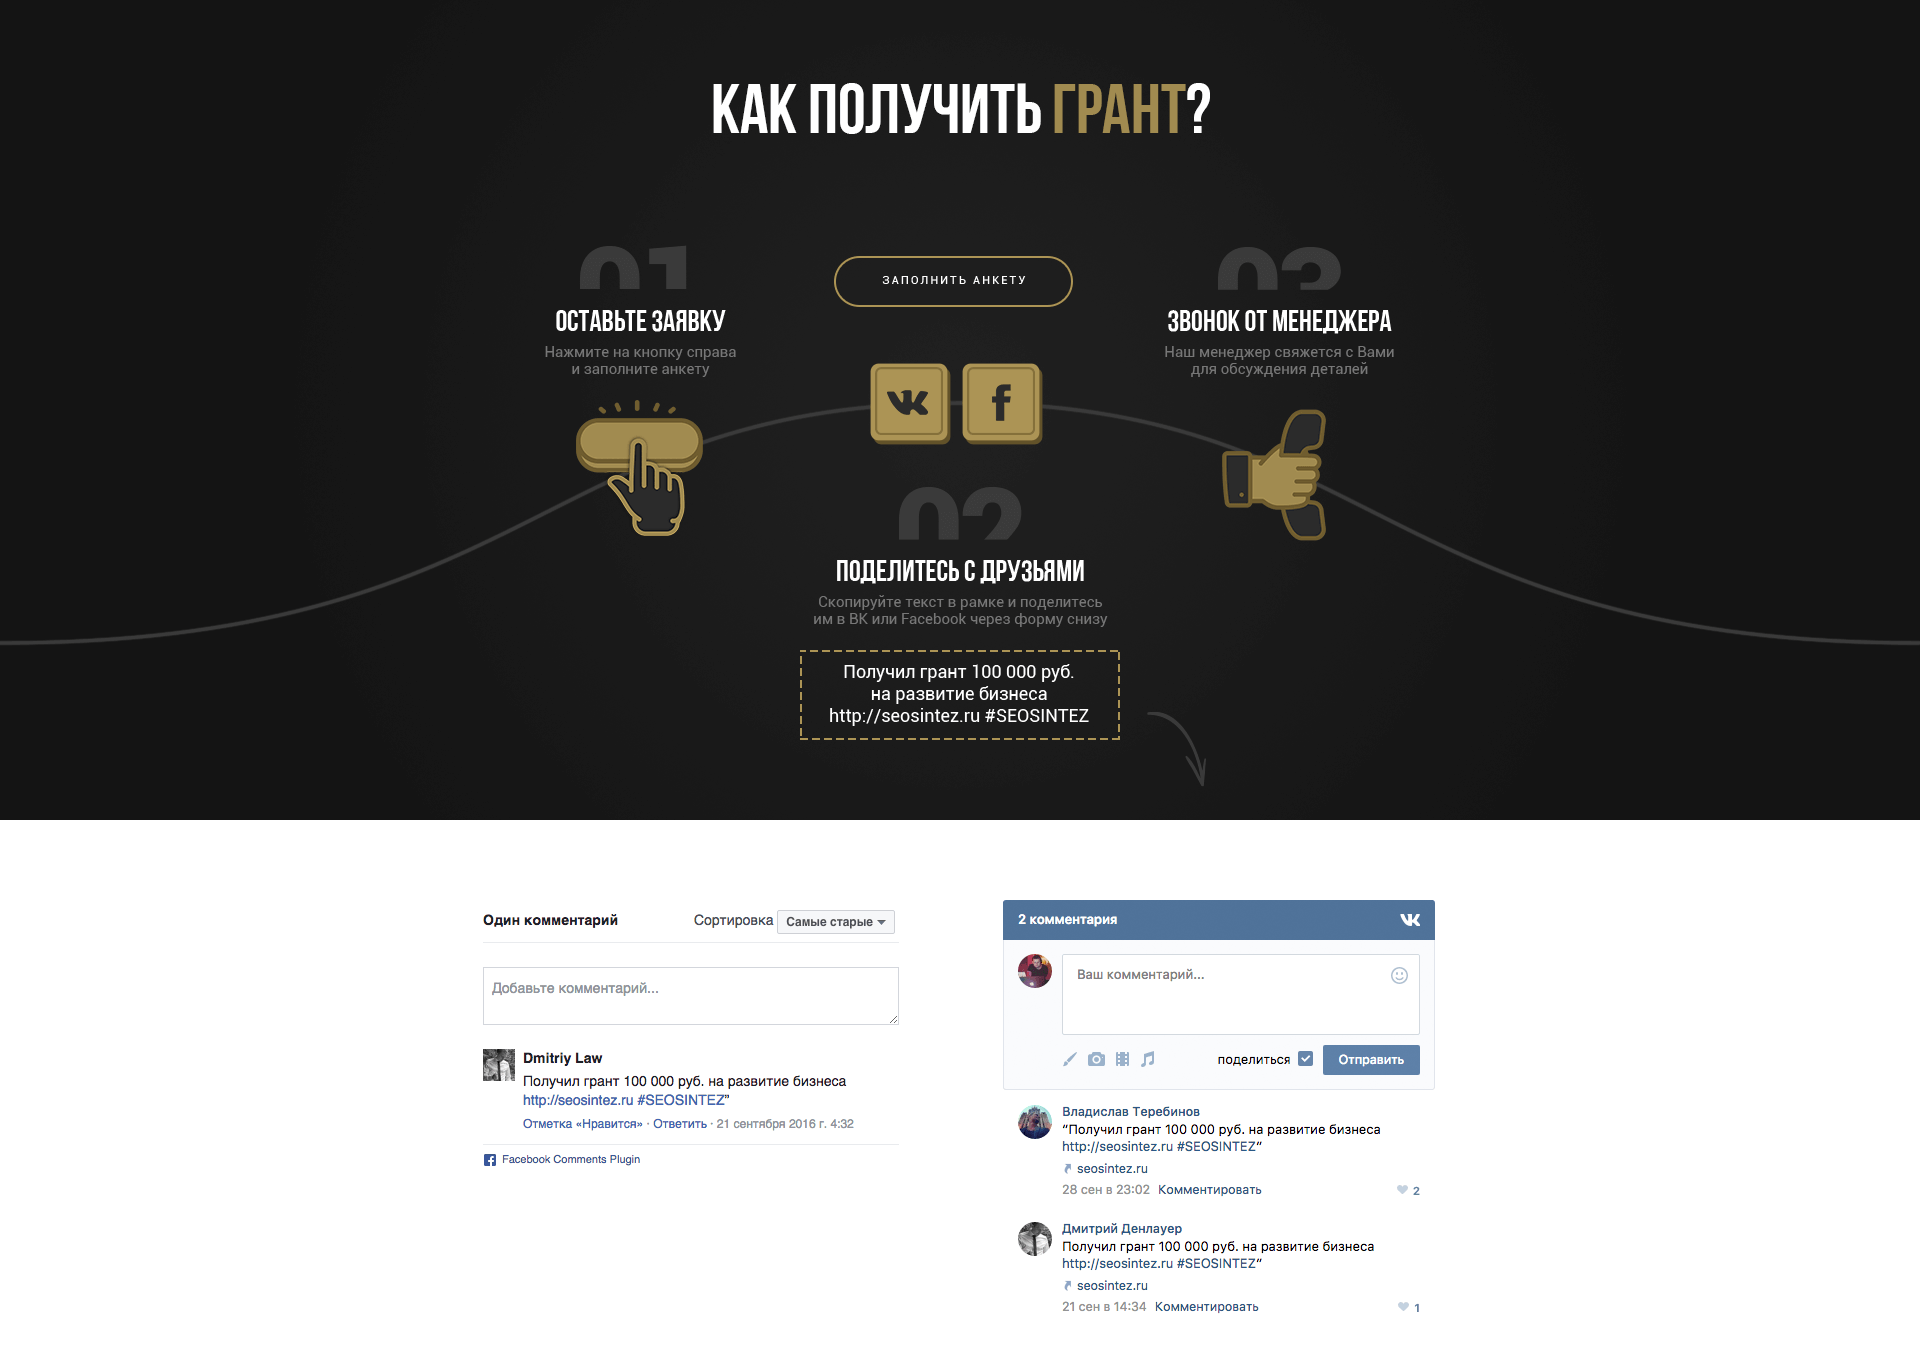 КАК ПОЛУЧИТЬ ГРАНТ?
01
ОСТАВЬТЕ ЗАЯВКУ
Нажмите на кнопку справа
и заполните анкету
ЗАПОЛНИТЬ АНКЕТУ
02
ПОДЕЛИТЕСЬ С ДРУЗЬЯМИ
Скопируйте текст в рамке и поделитесь
им в ВК или Facebook через форму снизу
Получил грант 100 000 руб.
на развитие бизнеса
http://seosintez.ru #SEOSINTEZ
03
ЗВОНОК ОТ МЕНЕДЖЕРА
Наш менеджер свяжется с Вами
для обсуждения деталей
Один комментарий
Сортировка Самые старые
Добавьте комментарий...
Dmitriy Law
Получил грант 100 000 руб. на развитие бизнеса
http://seosintez.ru #SEOSINTEZ”
Отметка «Нравится» · Ответить · 21 сентября 2016 г. 4:32
Facebook Comments Plugin
2 комментария
Ваш комментарий...
поделиться
Отправить
Владислав Теребинов
“Получил грант 100 000 руб. на развитие бизнеса
http://seosintez.ru #SEOSINTEZ“
seosintez.ru
28 сен в 23:02 Комментировать
2
Дмитрий Денлауер
Получил грант 100 000 руб. на развитие бизнеса
http://seosintez.ru #SEOSINTEZ“
seosintez.ru
21 сен в 14:34 Комментировать
1